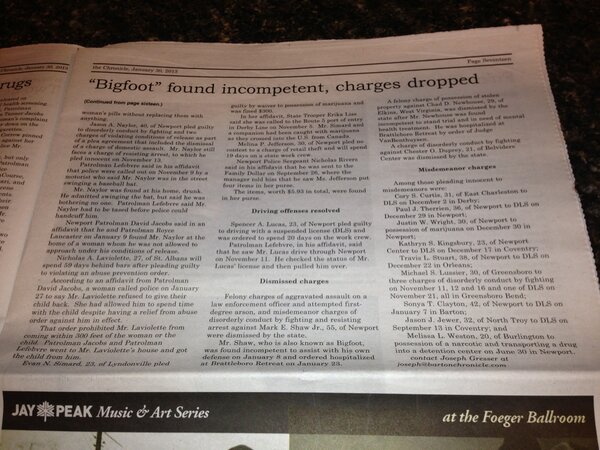 Chronicle, January 30, 2013
rugs
the Chronicle, January 30, 2013
Page Seventeen
“Bigfoot” found incompetent, charges dropped
(Continued from page sixteen.)
woman's pills without replacing them with
anything.
Jason A. Naylor, 40, of Newport pled guilty
to disorderly conduct by fighting and two
charges of violating conditions of release as part
of a plea agreement that included the dismissal
of a charge of domestic assault. Mr. Naylor still
faces a charge of resisting arrest, to which he
pled innocent on November 13.
Patrolman Lefebvre said in his affidavit
that police were called out on November 9 by a
motorist who said Mr. Naylor was in the street
swinging a baseball bat.
Mr. Naylor was found at his home, drunk.
He admitted swinging the bat, but said he was
bothering no one. Patrolman Lefebvre said Mr.
Naylor had to be tased before police could
handcuff him.
Newport Patrolman David Jacobs said in an
affidavit that he and Patrolman Royce
Lancaster on January 6 found Mr. Naylor at the
home of a woman whom he was not allowed to
approach under his conditions of release.
Nicholas A. Laviolette, 27, of St. Albans will
spend 59 days behind bars after pleading guilty
to violating an abuse prevention order.
According to an affidavit from Patrolman
David Jacobs, a woman called police on January
27 to say Mr. Laviolette refused to give their
child back. She had allowed him to spend time
with the child despite having a relief from abuse
order against him in effect.
That order prohibited Mr. Laviolette from
coming within 300 feet of the woman or the
child. Patrolman Jacobs and Patrolman
Lefebvre went to Mr. Laviolette's house and got
the child from him.
Evan N. Simard, 23, of Lyndonville pled
guilty by waiver to possession of marijuana and
was fined $300.
In her affidavit, State Trooper Erika Liss
said she was called to the Route 5 port of entry
in Derby Line on November 5. Mr. Simard and
a companion had been caught with marijuana
as they crossed into the U.S. from Canada.
Melina P. Jefferson, 30, of Newport pled no
contest to a charge of retail theft and will spend
19 days on a state work crew.
Newport Police Sergeant Nicholas Rivers
said in his affidavit that he was sent to the
Family Dollar on September 26, where the
manager told him that he saw Ms. Jefferson put
four items in her purse.
The items, worth $5.93 in total, were found
in her purse.
Driving offenses resolved
Spencer A. Lucas, 23, of Newport pled guilty
to driving with a suspended license (DLS) and
was ordered to spend 20 days on the work crew.
Patrolman Lefebvre, in his affidavit, said
that he saw Mr. Lucas drive through Newport
on November 11. He checked the status of Mr.
Lucas' license and then pulled him over.
Dismissed charges
Felony charges of aggravated assault on a
law enforcement officer and attempted first-
degree arson, and misdemeanor charges of
disorderly conduct by fighting and resisting
arrest against Mark E. Shaw Jr., 55, of Newport
were dismissed by the state.
Mr. Shaw, who is also known as Bigfoot,
was found incompetent to assist with his own
defense on January 8 and ordered hospitalized
at Brattleboro Retreat on January 23.
A felony charge of possession of stolen
property against Chad D. Newhouse, 29, of
Elkins, West Virginia, was dismissed by the
state after Mr. Newhouse was found
incompetent to stand trial and in need of mental
health treatment. He was hospitalized at
Brattleboro Retreat by order of Judge
VanBenthuysen.
A charge of disorderly conduct by fighting
against Chester G. Dupuy, 21, of Belvidere
Center was dismissed by the state.
Misdemeanor charges
Among those pleading innocent to
misdemeanors were:
Cory S. Curtis, 31, of East Charleston to
DLS on December 2 in Derby;
Paul J. Therrien, 36, of Newport to DLS on
December 29 in Newport;
Justin W. Wright, 30, of Newport to
possession of marijuana on December 30 in
Newport;
Kathryn S. Kingsbury, 23, of Newport
Center to DLS on December 17 in Coventry;
Travis L. Stuart, 38, of Newport to DLS on
December 22 in Orleans;
Michael S. Lussier, 30, of Greensboro to
three charges of disorderly conduct by fighting
on November 11, 12 and 16 and one of DLS on
November 21, all in Greensboro Bend;
Sonya T. Clayton, 42, of Newport to DLS on
January 7 in Barton;
Jason J. Jewer, 32, of North Troy to DLS on
September 13 in Coventry; and
Melissa L. Weston, 20, of Burlington to
possession of a narcotic and transporting a drug
into a detention center on June 30 in Newport.
contact Joseph Gresser at
joseph@bartonchronicle.com
JAY PEAK Music & Art Series
at the Foeger Ballroom